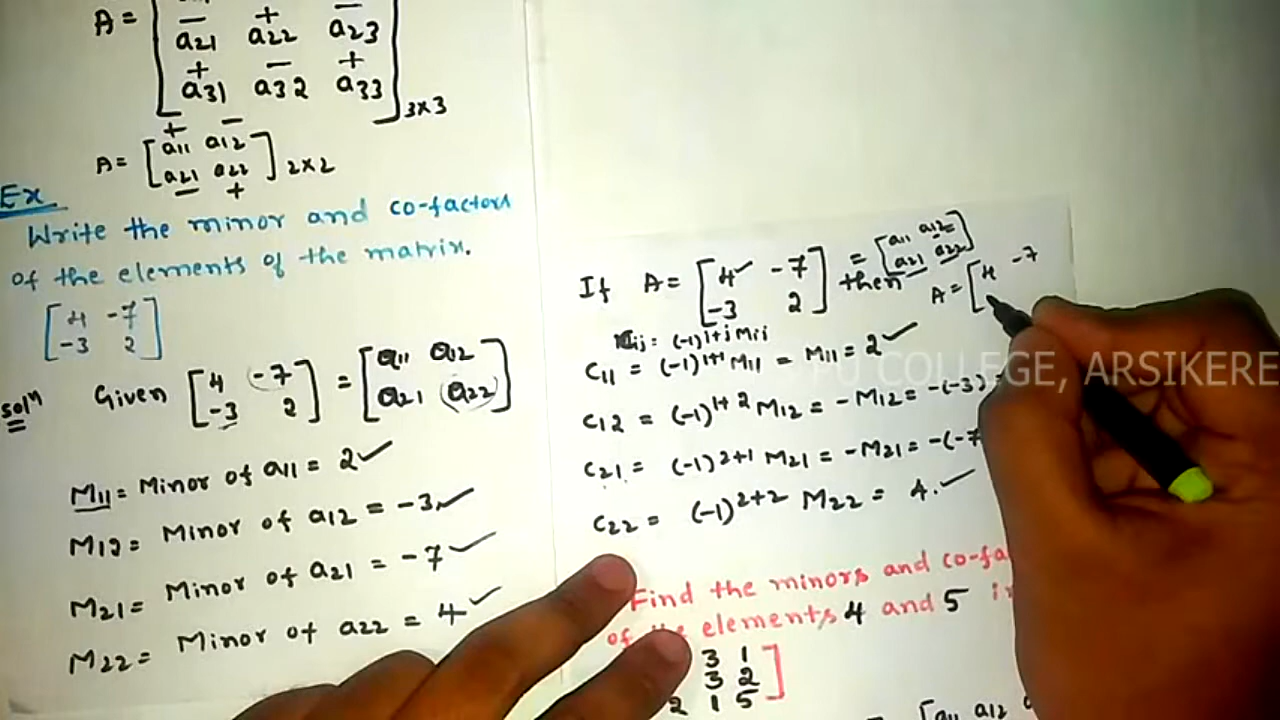 A = [ − + −
a21 a22 a23
+ − +
a31 a32 a33 ] 3×3
+ −
A = [ a11 a12
a21 a22 ] 2×2
− +
Ex
Write the minor and co-factors
of the elements of the matrix.
[ 4 -7
-3 2 ]
Soln Given [ 4 -7 = [ a11 a12
-3 2 ] a21 a22 ]
M11 = Minor of a11 = 2 ✓
M12 = Minor of a12 = -3 ✓
M21 = Minor of a21 = -7 ✓
M22 = Minor of a22 = 4 ✓
If A = [ 4 ✓ -7 = [ a11 a12
-3 2 ] then a21 a22 ]
A = [ 4 -7
Cij = (-1)i+j Mij
C11 = (-1)1+1 M11 = M11 = 2 ✓
PU COLLEGE, ARSIKERE
C12 = (-1)1+2 M12 = -M12 = -(-3) =
C21 = (-1)2+1 M21 = -M21 = -(-7
C22 = (-1)2+2 M22 = 4. ✓
Find the minors and co-fa
of the elements 4 and 5 i
3 1
3 2
2 1 5 ]
= [ a11 a12